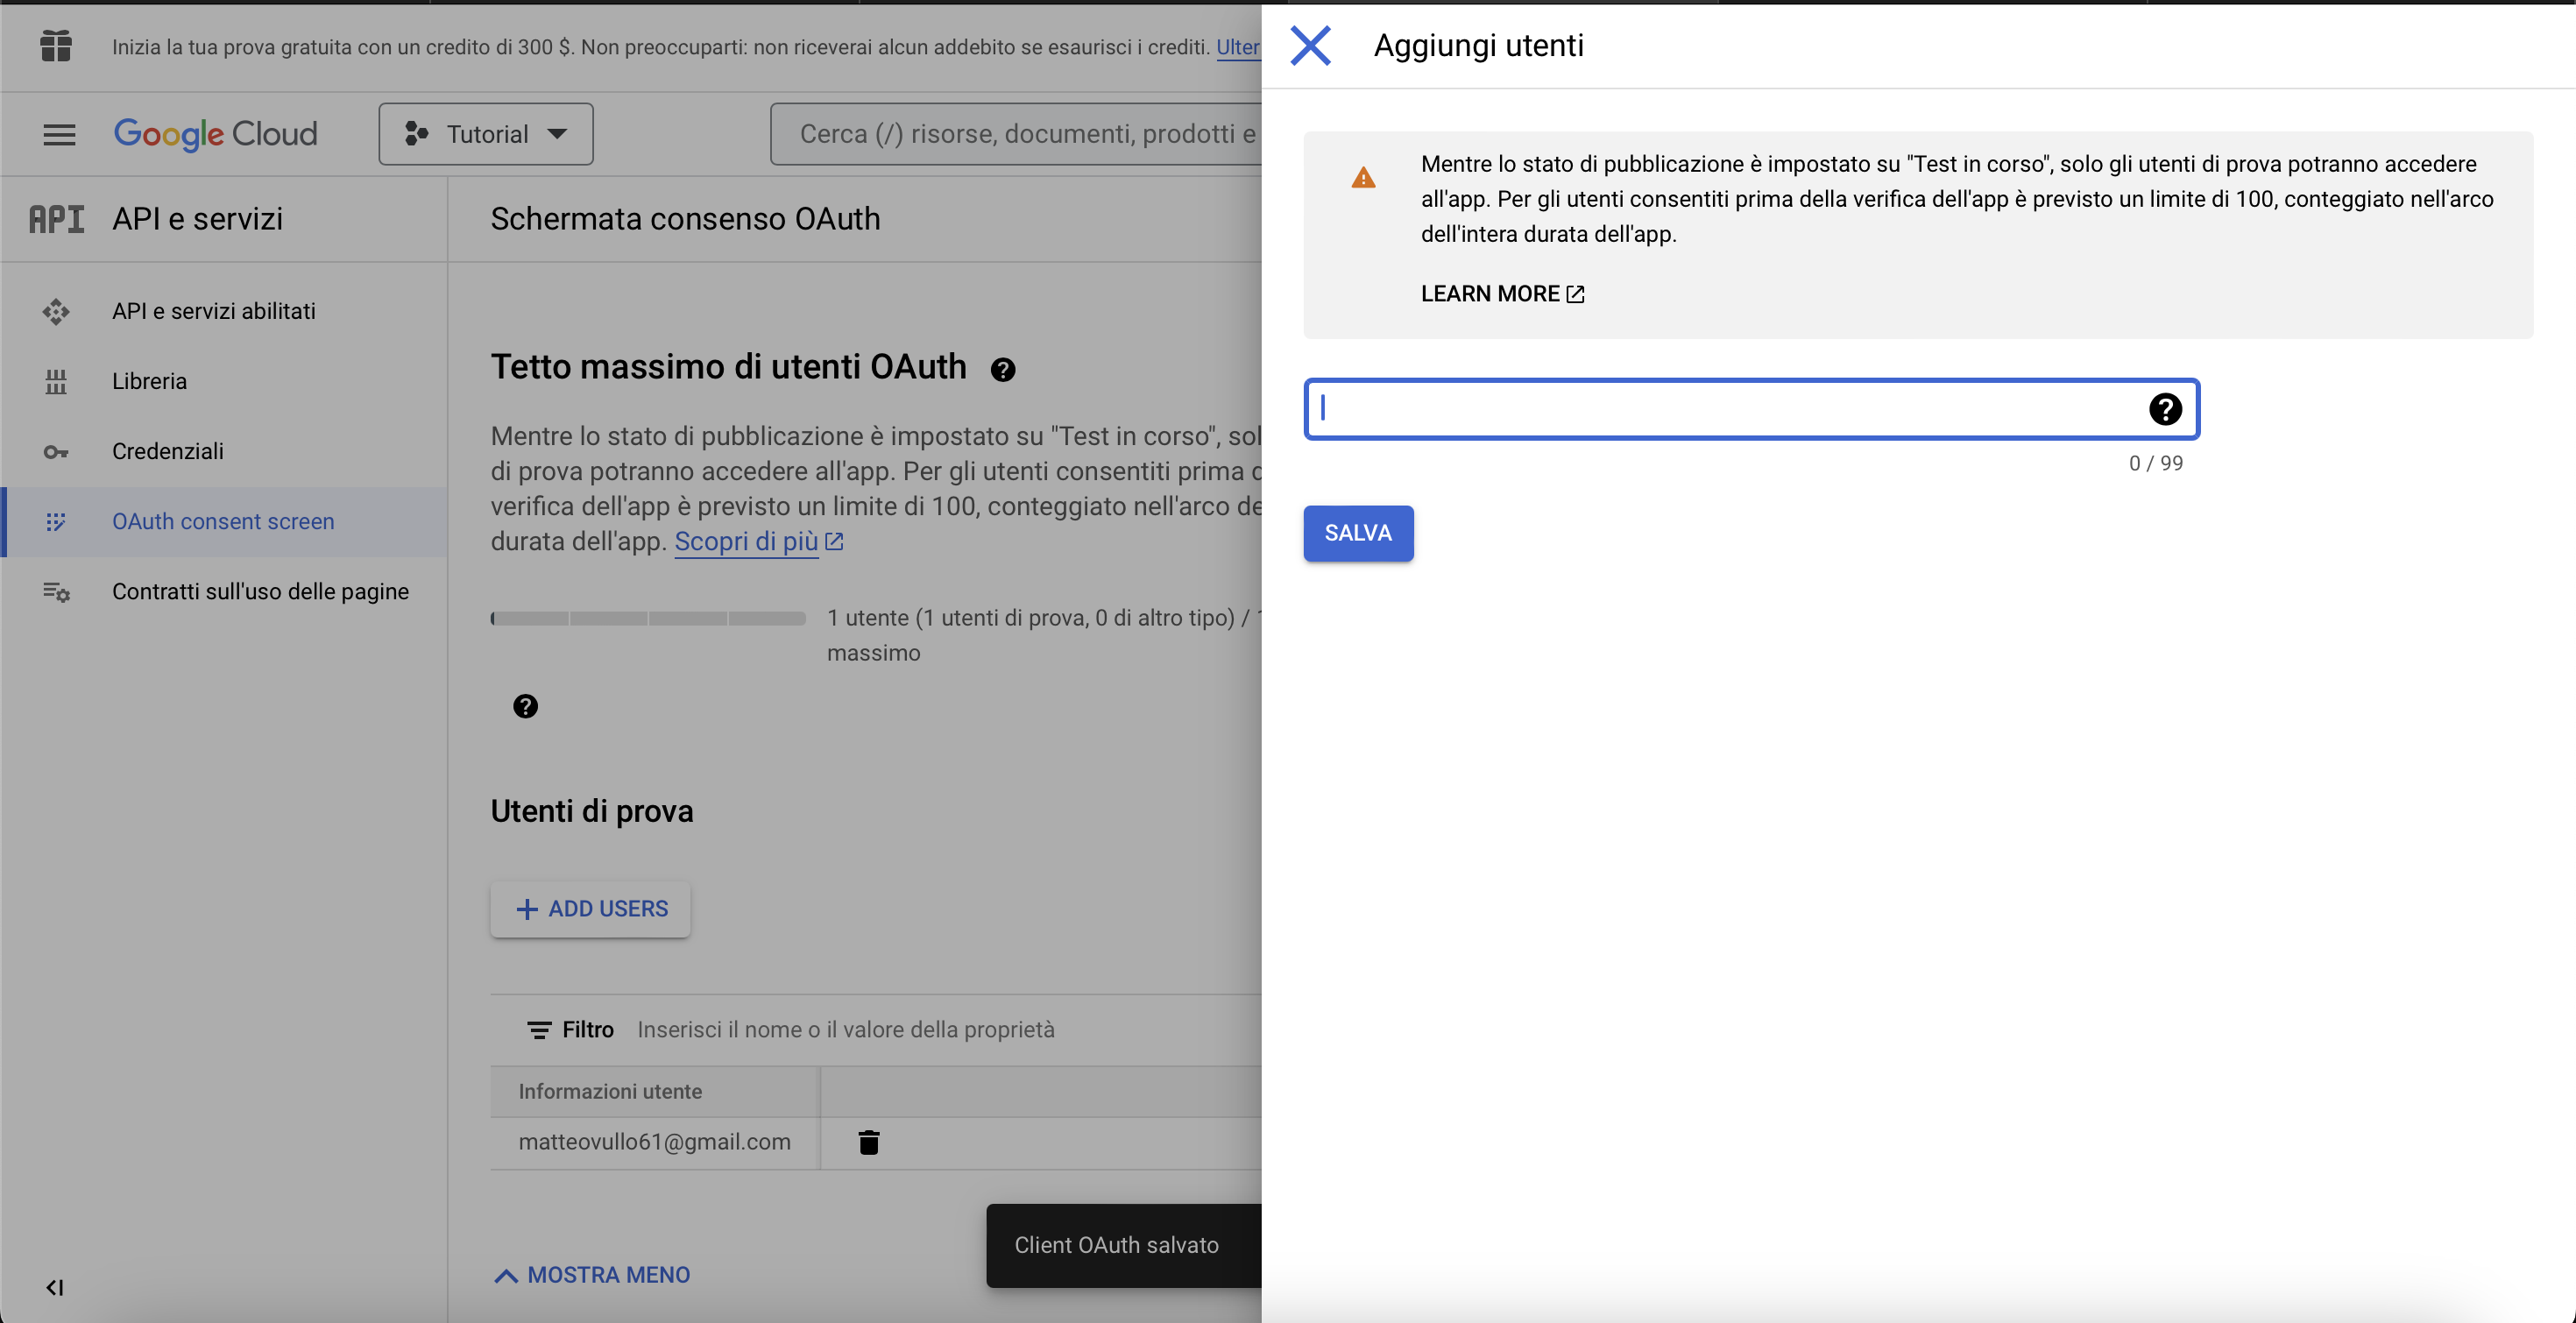 Inizia la tua prova gratuita con un credito di 300 $. Non preoccuparti: non riceverai alcun addebito se esaurisci i crediti. Ulter
Google Cloud
Tutorial
Cerca (/) risorse, documenti, prodotti e
API
API e servizi
API e servizi abilitati
Libreria
Credenziali
OAuth consent screen
Contratti sull'uso delle pagine
Schermata consenso OAuth
Tetto massimo di utenti OAuth
Mentre lo stato di pubblicazione è impostato su "Test in corso", sol
di prova potranno accedere all'app. Per gli utenti consentiti prima d
verifica dell'app è previsto un limite di 100, conteggiato nell'arco de
durata dell'app. Scopri di più
1 utente (1 utenti di prova, 0 di altro tipo) / 1
massimo
Utenti di prova
ADD USERS
Filtro Inserisci il nome o il valore della proprietà
Informazioni utente
matteovullo61@gmail.com
MOSTRA MENO
Client OAuth salvato
Aggiungi utenti
Mentre lo stato di pubblicazione è impostato su "Test in corso", solo gli utenti di prova potranno accedere
all'app. Per gli utenti consentiti prima della verifica dell'app è previsto un limite di 100, conteggiato nell'arco
dell'intera durata dell'app.
LEARN MORE
0 / 99
SALVA